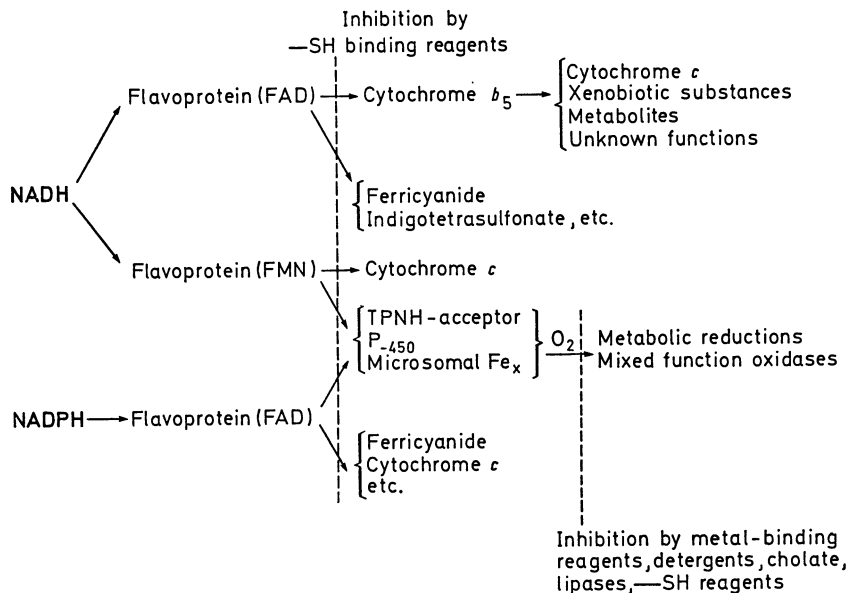 Inhibition by
—SH binding reagents
Flavoprotein (FAD)
Cytochrome b5
Cytochrome c
Xenobiotic substances
Metabolites
Unknown functions
NADH
Ferricyanide
Indigotetrasulfonate, etc.
Flavoprotein (FMN)
Cytochrome c
TPNH-acceptor
P-450
Microsomal Fex
O2
Metabolic reductions
Mixed function oxidases
NADPH
Flavoprotein (FAD)
Ferricyanide
Cytochrome c
etc.
Inhibition by metal-binding
reagents, detergents, cholate,
lipases, —SH reagents